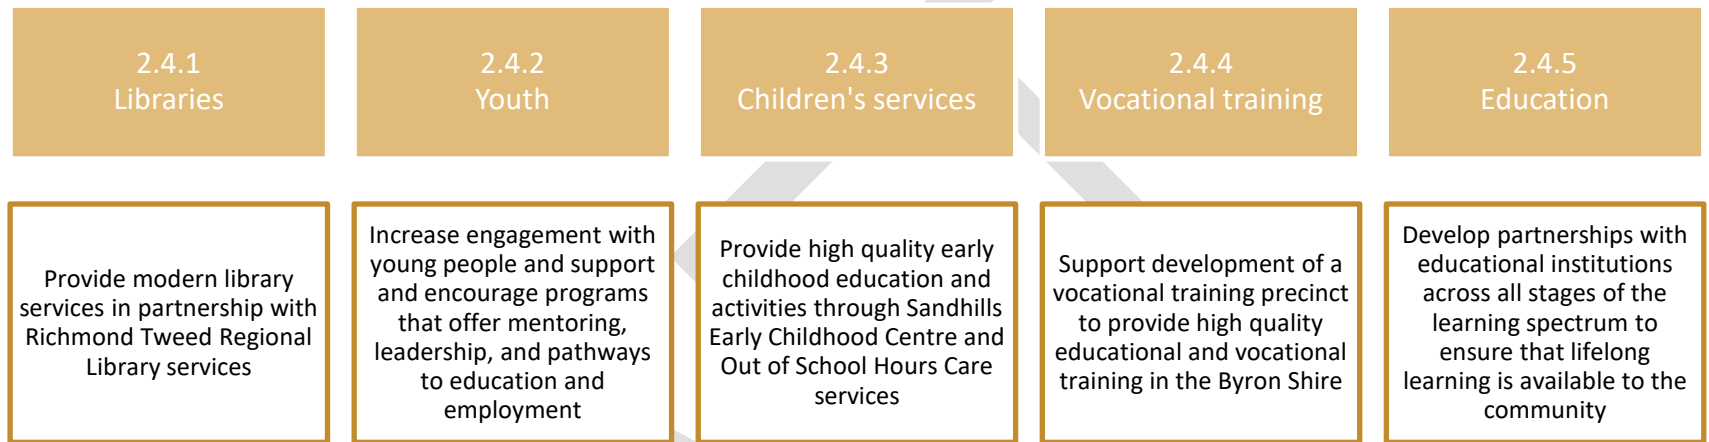 2.4.1
Libraries
2.4.2
Youth
2.4.3
Children's services
2.4.4
Vocational training
2.4.5
Education
Provide modern library
services in partnership with
Richmond Tweed Regional
Library services
Increase engagement with
young people and support
and encourage programs
that offer mentoring,
leadership, and pathways
to education and
employment
Provide high quality early
childhood education and
activities through Sandhills
Early Childhood Centre and
Out of School Hours Care
services
Support development of a
vocational training precinct
to provide high quality
educational and vocational
training in the Byron Shire
Develop partnerships with
educational institutions
across all stages of the
learning spectrum to
ensure that lifelong
learning is available to the
community